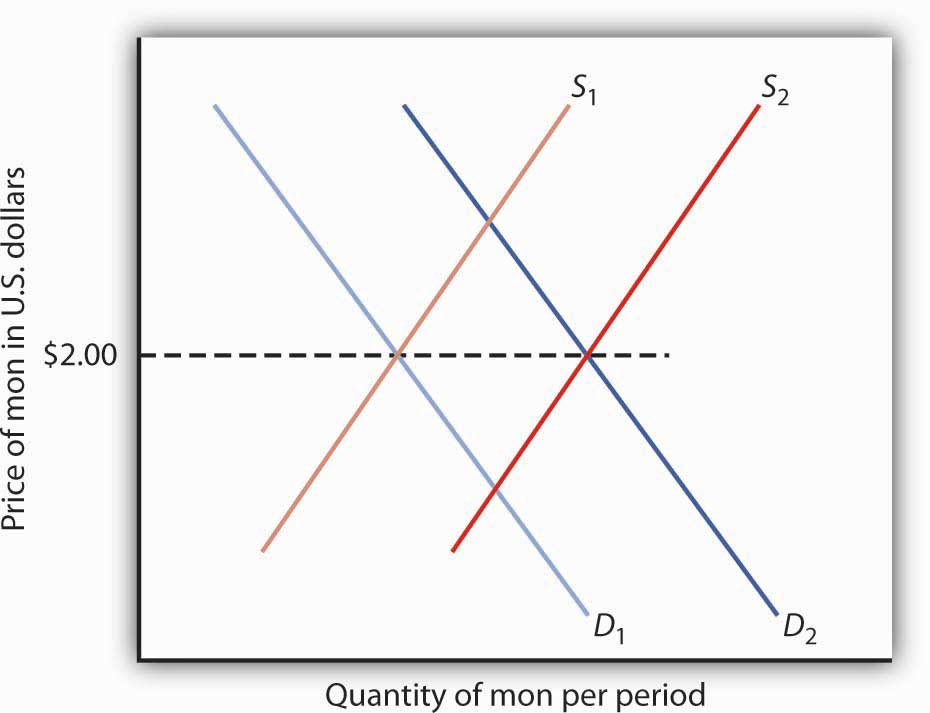 S1
S2
Price of mon in U.S. dollars
$2.00
D1
D2
Quantity of mon per period